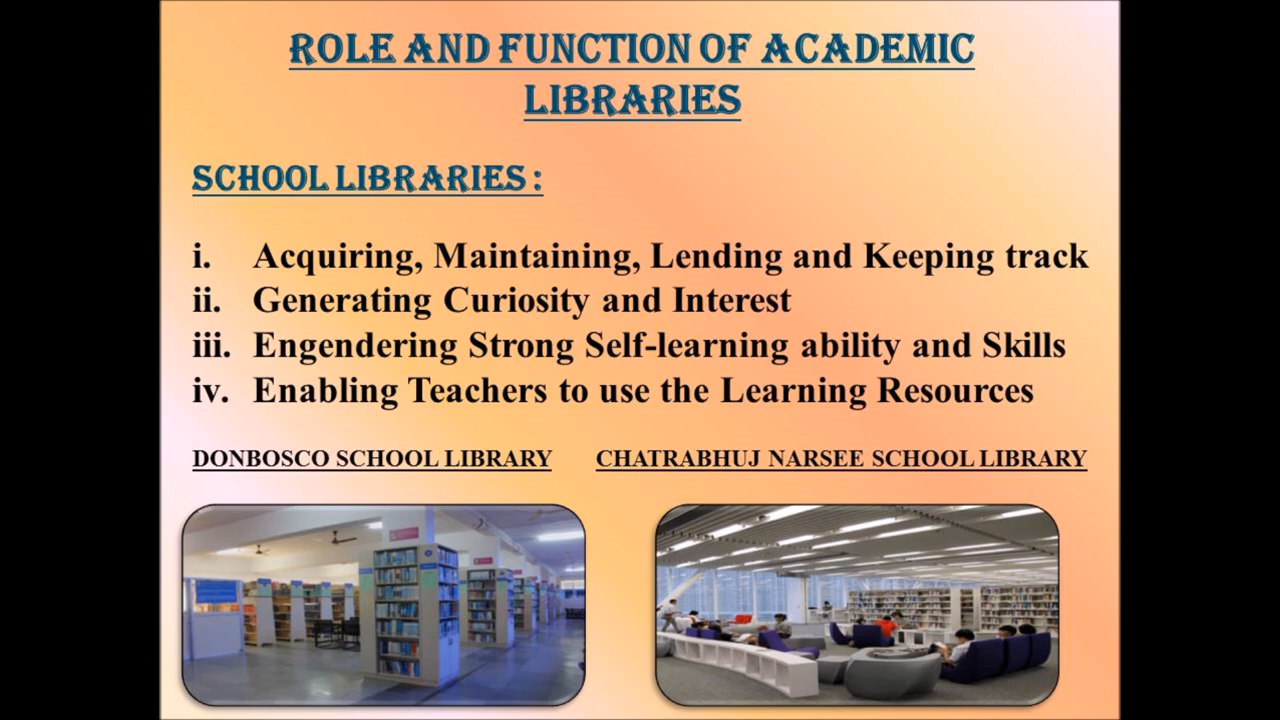 ROLE AND FUNCTION OF ACADEMIC
LIBRARIES
SCHOOL LIBRARIES :
i. Acquiring, Maintaining, Lending and Keeping track
ii. Generating Curiosity and Interest
iii. Engendering Strong Self-learning ability and Skills
iv. Enabling Teachers to use the Learning Resources
DONBOSCO SCHOOL LIBRARY CHATRABHUJ NARSEE SCHOOL LIBRARY